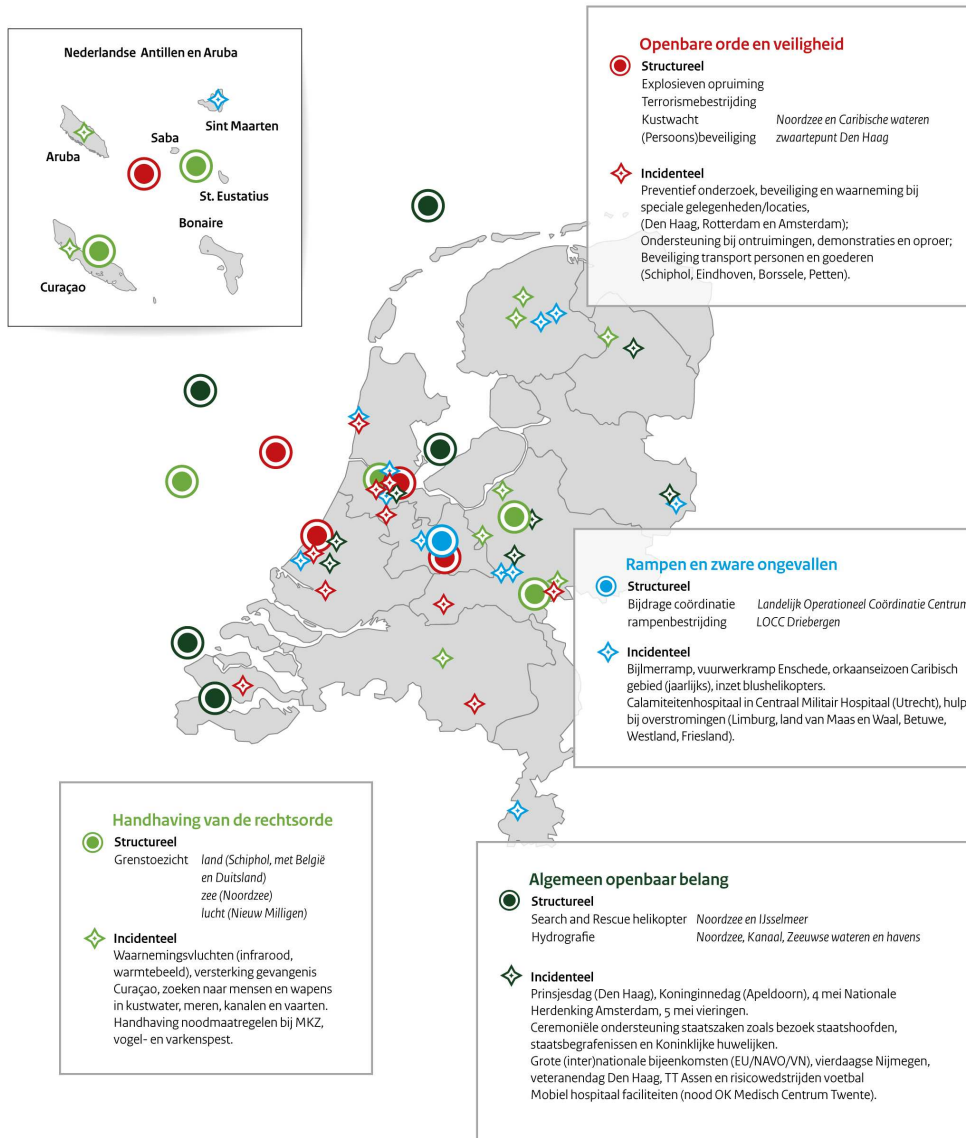 Nederlandse Antillen en Aruba
Sint Maarten
Saba
Aruba
St. Eustatius
Bonaire
Curaçao
Openbare orde en veiligheid
Structureel
Explosieven opruiming
Terrorismebestrijding
Kustwacht Noordzee en Caribische wateren
(Persoons)beveiliging zwaartepunt Den Haag
Incidenteel
Preventief onderzoek, beveiliging en waarneming bij
speciale gelegenheden/locaties,
(Den Haag, Rotterdam en Amsterdam);
Ondersteuning bij ontruimingen, demonstraties en oproer;
Beveiliging transport personen en goederen
(Schiphol, Eindhoven, Borssele, Petten).
Rampen en zware ongevallen
Structureel
Bijdrage coördinatie Landelijk Operationeel Coördinatie Centrum
rampenbestrijding LOCC Driebergen
Incidenteel
Bijlmerramp, vuurwerkramp Enschede, orkaanseizoen Caribisch
gebied (jaarlijks), inzet blushelikopters.
Calamiteitenhospitaal in Centraal Militair Hospitaal (Utrecht), hulp
bij overstromingen (Limburg, land van Maas en Waal, Betuwe,
Westland, Friesland).
Handhaving van de rechtsorde
Structureel
Grenstoezicht land (Schiphol, met België
en Duitsland)
zee (Noordzee)
lucht (Nieuw Milligen)
Incidenteel
Waarnemingsvluchten (infrarood,
warmtebeeld), versterking gevangenis
Curaçao, zoeken naar mensen en wapens
in kustwater, meren, kanalen en vaarten.
Handhaving noodmaatregelen bij MKZ,
vogel- en varkenspest.
Algemeen openbaar belang
Structureel
Search and Rescue helikopter Noordzee en IJsselmeer
Hydrografie Noordzee, Kanaal, Zeeuwse wateren en havens
Incidenteel
Prinsjesdag (Den Haag), Koninginnedag (Apeldoorn), 4 mei Nationale
Herdenking Amsterdam, 5 mei vieringen.
Ceremoniële ondersteuning staatszaken zoals bezoek staatshoofden,
staatsbegrafenissen en Koninklijke huwelijken.
Grote (inter)nationale bijeenkomsten (EU/NAVO/VN), vierdaagse Nijmegen,
veteranendag Den Haag, TT Assen en risicowedstrijden voetbal
Mobiel hospitaal faciliteiten (nood OK Medisch Centrum Twente).